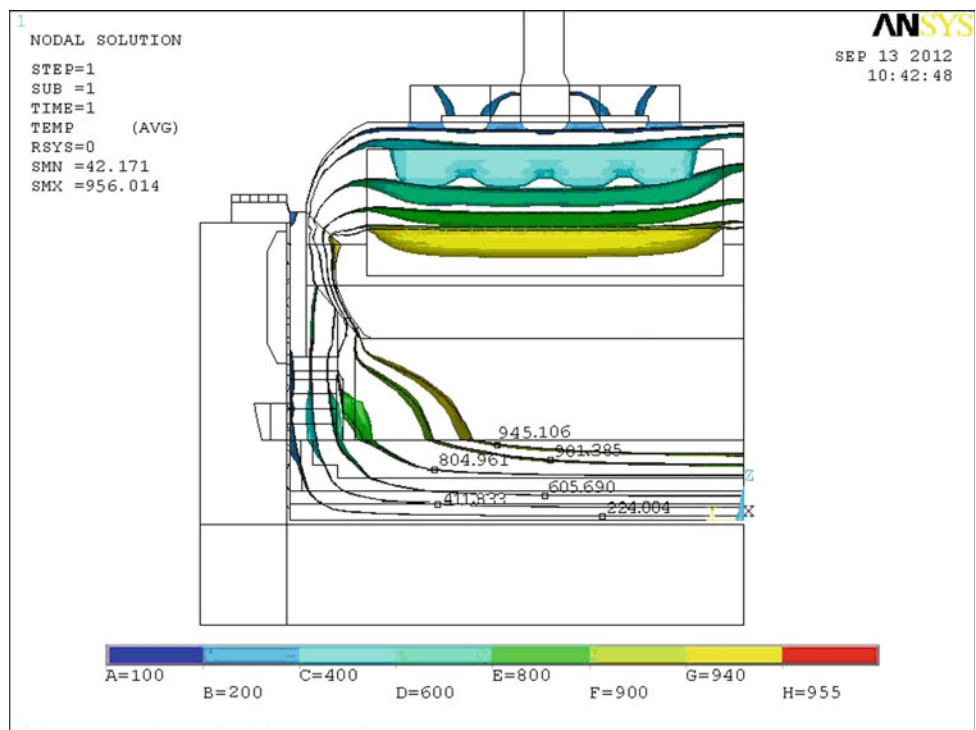 1
NODAL SOLUTION
STEP=1
SUB =1
TIME=1
TEMP (AVG)
RSYS=0
SMN =42.171
SMX =956.014
ANSYS
SEP 13 2012
10:42:48
945.106
901.385
804.961
605.690
411.833
224.004
Z
Y X
A=100 C=400 E=800 G=940
B=200 D=600 F=900 H=955